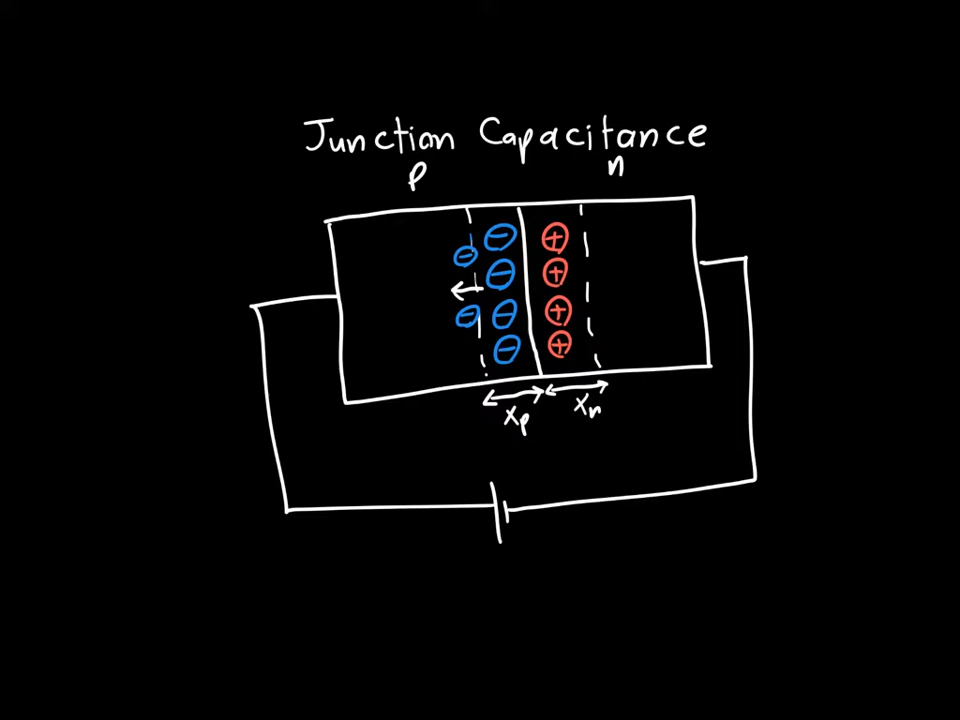 Junction Capacitance
p n
⊖ ⊕
⊖
⊖ ⊕
⊖ ⊖ ⊕
⊖ ⊕
xp xn